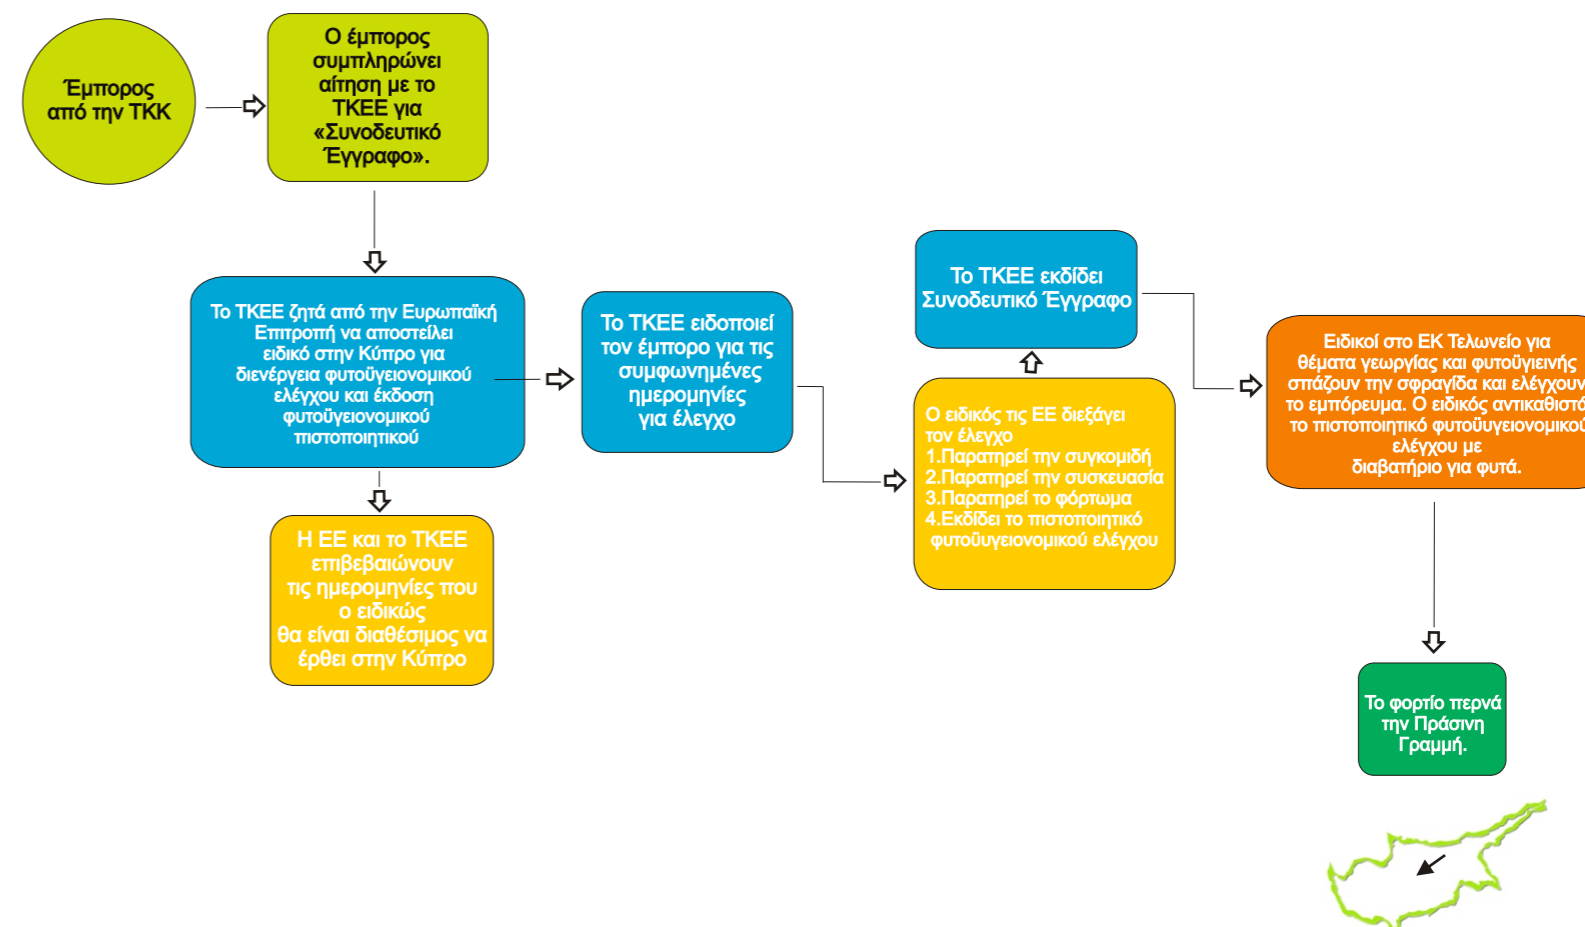 Έμπορος
από την ΤΚΚ
Ο έμπορος
συμπληρώνει
αίτηση με το
ΤΚΕΕ για
«Συνοδευτικό
Έγγραφο».
Το ΤΚΕΕ ζητά από την Ευρωπαϊκή
Επιτροπή να αποστείλει
ειδικό στην Κύπρο για
διενέργεια φυτοϋγειονομικού
ελέγχου και έκδοση
φυτοϋγειονομικού
πιστοποιητικού
Η ΕΕ και το ΤΚΕΕ
επιβεβαιώνουν
τις ημερομηνίες που
ο ειδικώς
θα είναι διαθέσιμος να
έρθει στην Κύπρο
Το ΤΚΕΕ ειδοποιεί
τον έμπορο για τις
συμφωνημένες
ημερομηνίες
για έλεγχο
Ο ειδικός τις ΕΕ διεξάγει
τον έλεγχο
1.Παρατηρεί την συγκομιδή
2.Παρατηρεί την συσκευασία
3.Παρατηρεί το φόρτωμα
4.Εκδίδει το πιστοποιητικό
φυτοϋυγειονομικού ελέγχου
Το ΤΚΕΕ εκδίδει
Συνοδευτικό Έγγραφο
Ειδικοί στο ΕΚ Τελωνείο για
θέματα γεωργίας και φυτοϋγιεινής
σπάζουν την σφραγίδα και ελέγχουν
το εμπόρευμα. Ο ειδικός αντικαθιστά
το πιστοποιητικό φυτοϋυγειονομικού
ελέγχου με
διαβατήριο για φυτά.
Το φορτίο περνά
την Πράσινη
Γραμμή.